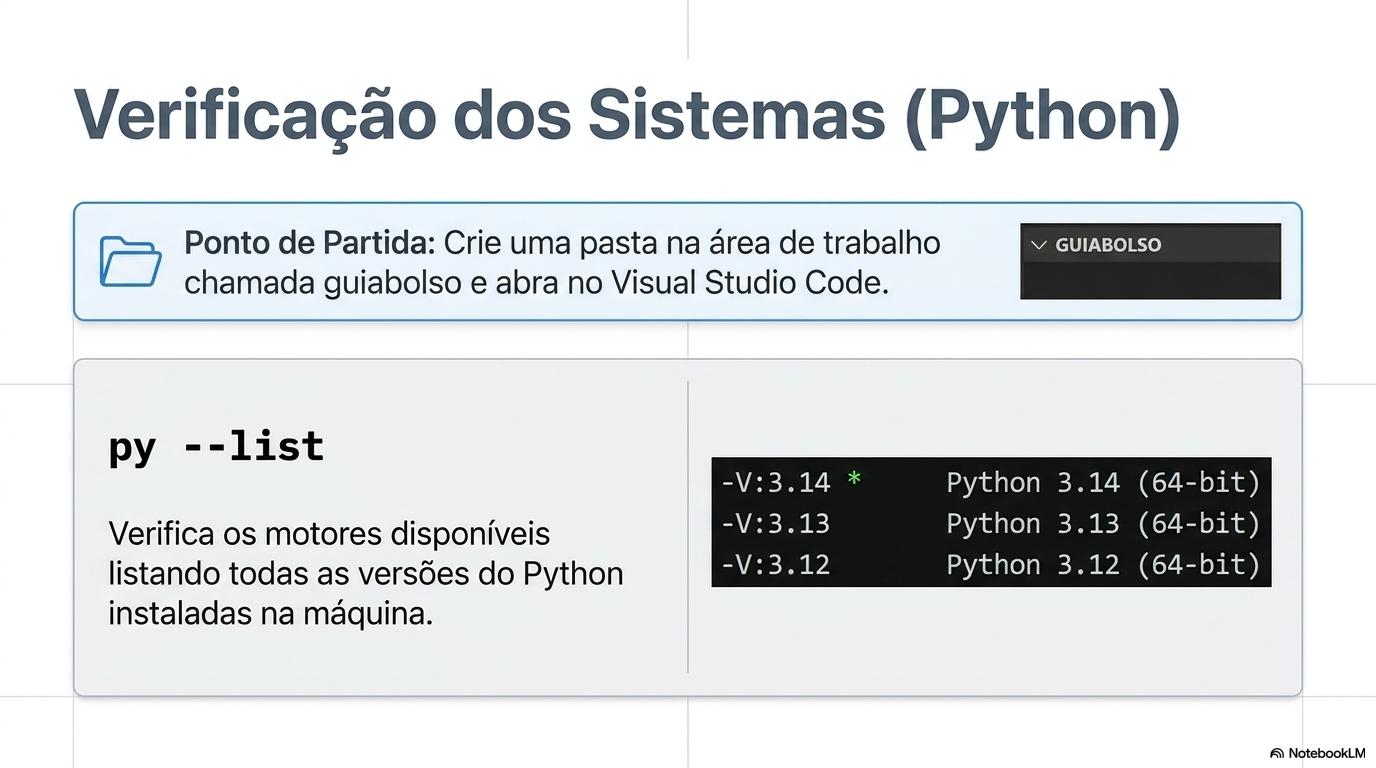 Verificação dos Sistemas (Python)
Ponto de Partida: Crie uma pasta na área de trabalho
chamada guiabolso e abra no Visual Studio Code.
GUIABOLSO
py --list
Verifica os motores disponíveis
listando todas as versões do Python
instaladas na máquina.
-V:3.14 * Python 3.14 (64-bit)
-V:3.13 Python 3.13 (64-bit)
-V:3.12 Python 3.12 (64-bit)
NotebookLM